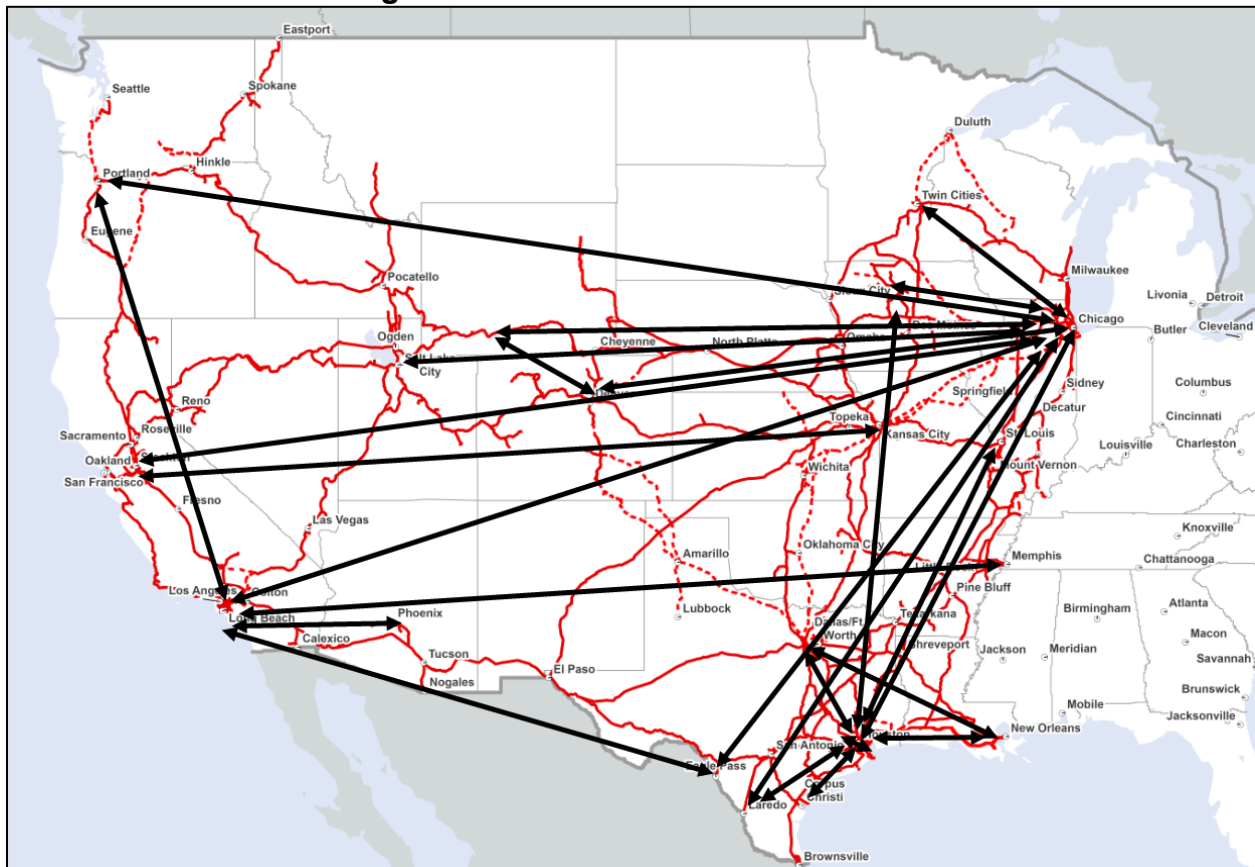 Eastport
Seattle
Spokane
Duluth
Portland
Hinkle
Twin Cities
Eugene
Milwaukee
Pocatello
Sioux City
Livonia
Detroit
Chicago
Butler
Cleveland
Ogden
Des Moines
Omaha
Salt Lake
City
Cheyenne
North Platte
Sidney
Columbus
Springfield
Denver
Reno
Decatur
Topeka
Cincinnati
Roseville
Sacramento
Kansas City
St. Louis
Louisville
Charleston
Oakland
Stockton
Mount Vernon
San Francisco
Wichita
Fresno
Las Vegas
Knoxville
Oklahoma City
Memphis
Chattanooga
Amarillo
Little Rock
Los Angeles
Colton
Pine Bluff
Long Beach
Phoenix
Lubbock
Texarkana
Birmingham
Atlanta
Dallas/Ft.
Worth
Calexico
Shreveport
Macon
Tucson
El Paso
Jackson
Meridian
Savannah
Nogales
Brunswick
Mobile
Jacksonville
San Antonio
Houston
New Orleans
Eagle Pass
Corpus
Christi
Laredo
Brownsville